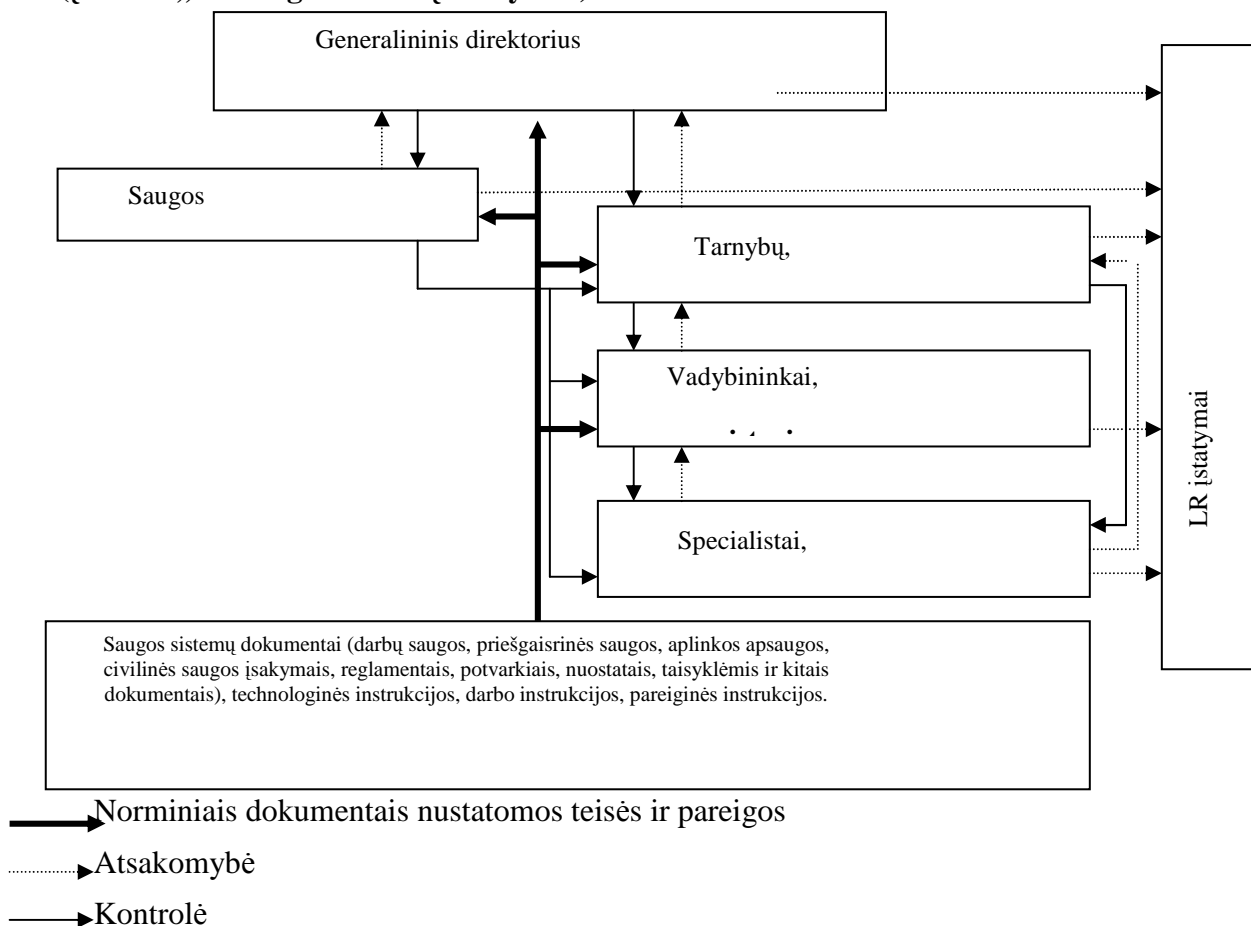 Generalininis direktorius
Saugos
Tarnybų,
Vadybininkai,
Specialistai,
LR įstatymai
Saugos sistemų dokumentai (darbų saugos, priešgaisrinės saugos, aplinkos apsaugos,
civilinės saugos įsakymais, reglamentais, potvarkiais, nuostatais, taisyklėmis ir kitais
dokumentais), technologinės instrukcijos, darbo instrukcijos, pareiginės instrukcijos.
Norminiais dokumentais nustatomos teisės ir pareigos
Atsakomybė
Kontrolė